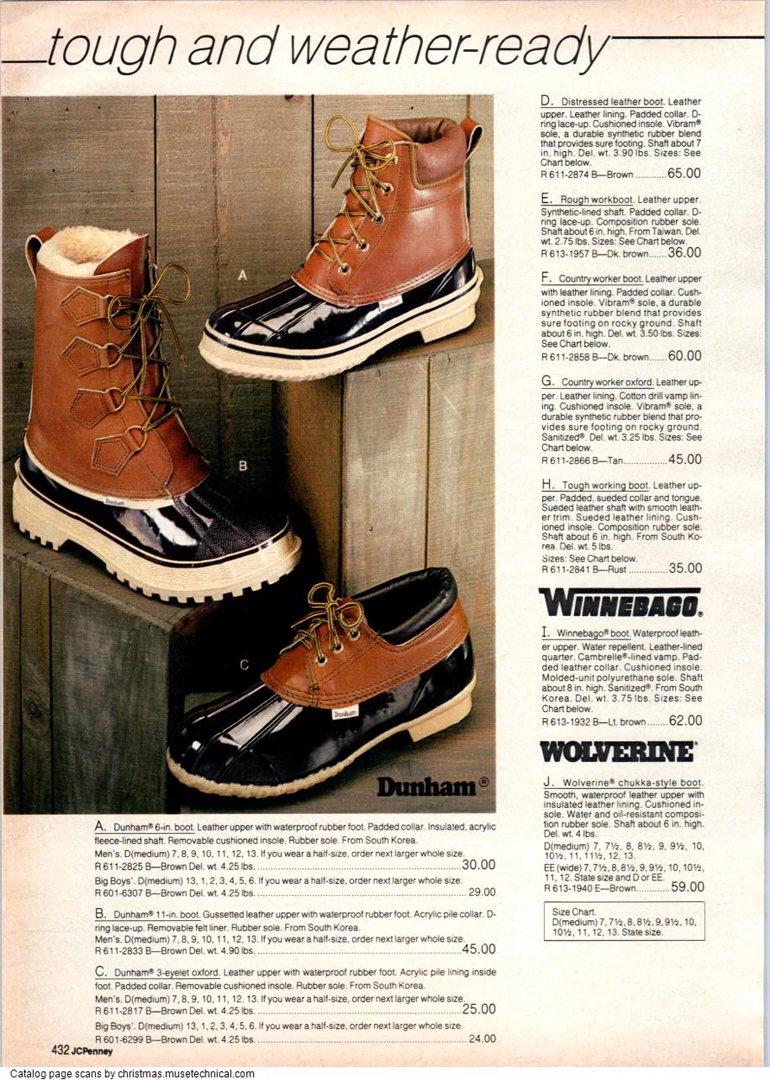 tough and weather-ready
A
B
C
Dunham
Dunham
Dunham
Dunham®
A. Dunham® 6-in. boot. Leather upper with waterproof rubber foot. Padded collar. Insulated, acrylic
fleece-lined shaft. Removable cushioned insole. Rubber sole. From South Korea.
Men's. D(medium) 7, 8, 9, 10, 11, 12, 13. If you wear a half-size, order next larger whole size.
R 611-2825 B—Brown Del. wt. 4.25 lbs. 30.00
Big Boys'. D(medium) 13, 1, 2, 3, 4, 5, 6. If you wear a half-size, order next larger whole size.
R 601-6307 B—Brown Del. wt. 4.25 lbs. 29.00
B. Dunham® 11-in. boot. Gussetted leather upper with waterproof rubber foot. Acrylic pile collar. D-
ring lace-up. Removable felt liner. Rubber sole. From South Korea.
Men's. D(medium) 7, 8, 9, 10, 11, 12, 13. If you wear a half-size, order next larger whole size.
R 611-2833 B—Brown Del. wt. 4.90 lbs. 45.00
C. Dunham® 3-eyelet oxford. Leather upper with waterproof rubber foot. Acrylic pile lining inside
foot. Padded collar. Removable cushioned insole. Rubber sole. From South Korea.
Men's. D(medium) 7, 8, 9, 10, 11, 12, 13. If you wear a half-size, order next larger whole size.
R 611-2817 B—Brown Del. wt. 4.25 lbs. 25.00
Big Boys'. D(medium) 13, 1, 2, 3, 4, 5, 6. If you wear a half-size, order next larger whole size.
R 601-6299 B—Brown Del. wt. 4.25 lbs. 24.00
D. Distressed leather boot. Leather
upper. Leather lining. Padded collar. D-
ring lace-up. Cushioned insole. Vibram®
sole, a durable synthetic rubber blend
that provides sure footing. Shaft about 7
in. high. Del. wt. 3.90 lbs. Sizes: See
Chart below.
R 611-2874 B—Brown 65.00
E. Rough workboot. Leather upper.
Synthetic-lined shaft. Padded collar. D-
ring lace-up. Composition rubber sole.
Shaft about 6 in. high. From Taiwan. Del.
wt. 2.75 lbs. Sizes: See Chart below.
R 613-1957 B—Dk. brown 36.00
F. Country worker boot. Leather upper
with leather lining. Padded collar. Cush-
ioned insole. Vibram® sole, a durable
synthetic rubber blend that provides
sure footing on rocky ground. Shaft
about 6 in. high. Del. wt. 3.50 lbs. Sizes:
See Chart below.
R 611-2858 B—Dk. brown 60.00
G. Country worker oxford. Leather up-
per. Leather lining. Cotton drill vamp lin-
ing. Cushioned insole. Vibram® sole, a
durable synthetic rubber blend that pro-
vides sure footing on rocky ground.
Sanitized®. Del. wt. 3.25 lbs. Sizes: See
Chart below.
R 611-2866 B—Tan 45.00
H. Tough working boot. Leather up-
per. Padded, sueded collar and tongue.
Sueded leather shaft with smooth leath-
er trim. Sueded leather lining. Cush-
ioned insole. Composition rubber sole.
Shaft about 6 in. high. From South Ko-
rea. Del. wt. 5 lbs.
Sizes: See Chart below.
R 611-2841 B—Rust 35.00
WINNEBAGO®
I. Winnebago® boot. Waterproof leath-
er upper. Water repellent. Leather-lined
quarter. Cambrelle®-lined vamp. Pad-
ded leather collar. Cushioned insole.
Molded-unit polyurethane sole. Shaft
about 8 in. high. Sanitized®. From South
Korea. Del. wt. 3.75 lbs. Sizes: See
Chart below.
R 613-1932 B—Lt. brown 62.00
WOLVERINE®
J. Wolverine® chukka-style boot.
Smooth, waterproof leather upper with
insulated leather lining. Cushioned in-
sole. Water and oil-resistant composi-
tion rubber sole. Shaft about 6 in. high.
Del. wt. 4 lbs.
D(medium) 7, 7½, 8, 8½, 9, 9½, 10,
10½, 11, 11½, 12, 13.
EE (wide) 7, 7½, 8, 8½, 9, 9½, 10, 10½,
11, 12. State size and D or EE.
R 613-1940 E—Brown 59.00
Size Chart.
D(medium) 7, 7½, 8, 8½, 9, 9½, 10,
10½, 11, 12, 13. State size.
432 JCPenney
Catalog page scans by christmas.musetechnical.com